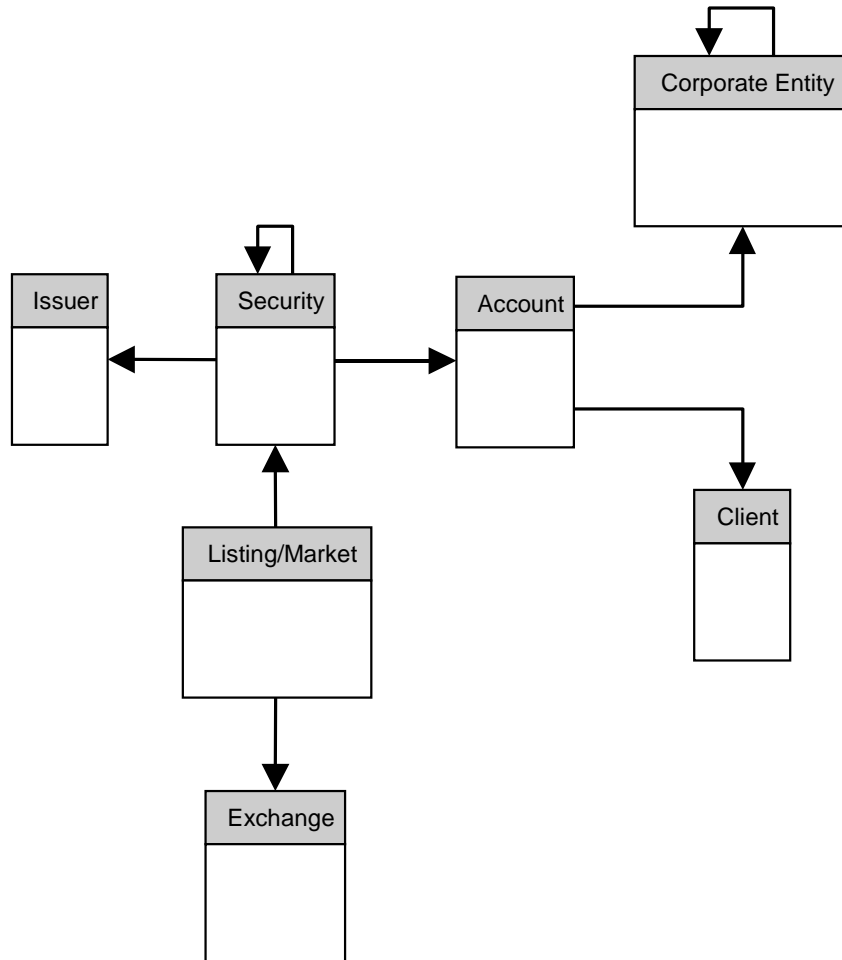 Corporate Entity
Issuer
Security
Account
Client
Listing/Market
Exchange